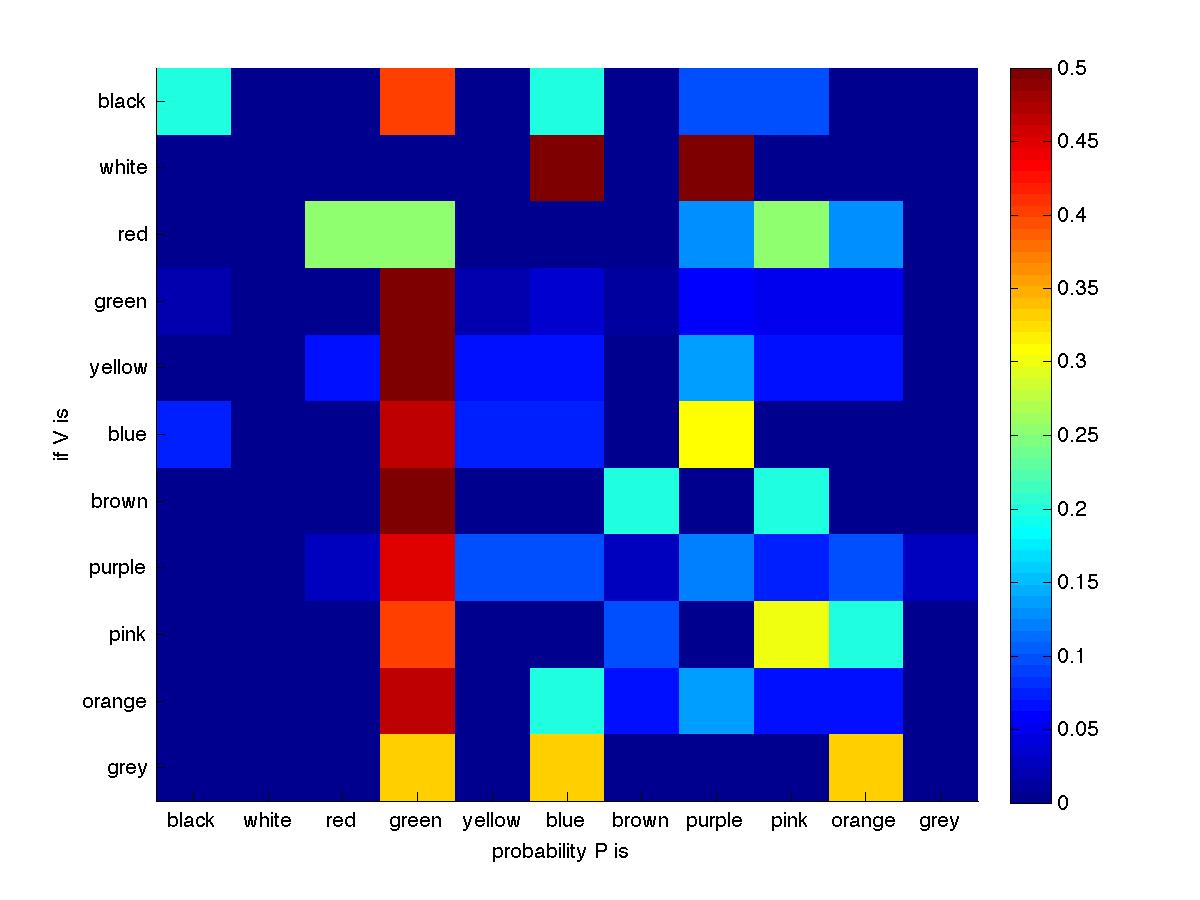 black
white
red
green
yellow
blue
brown
purple
pink
orange
grey
if V is
black white red green yellow blue brown purple pink orange grey
probability P is
0.5
0.45
0.4
0.35
0.3
0.25
0.2
0.15
0.1
0.05
0